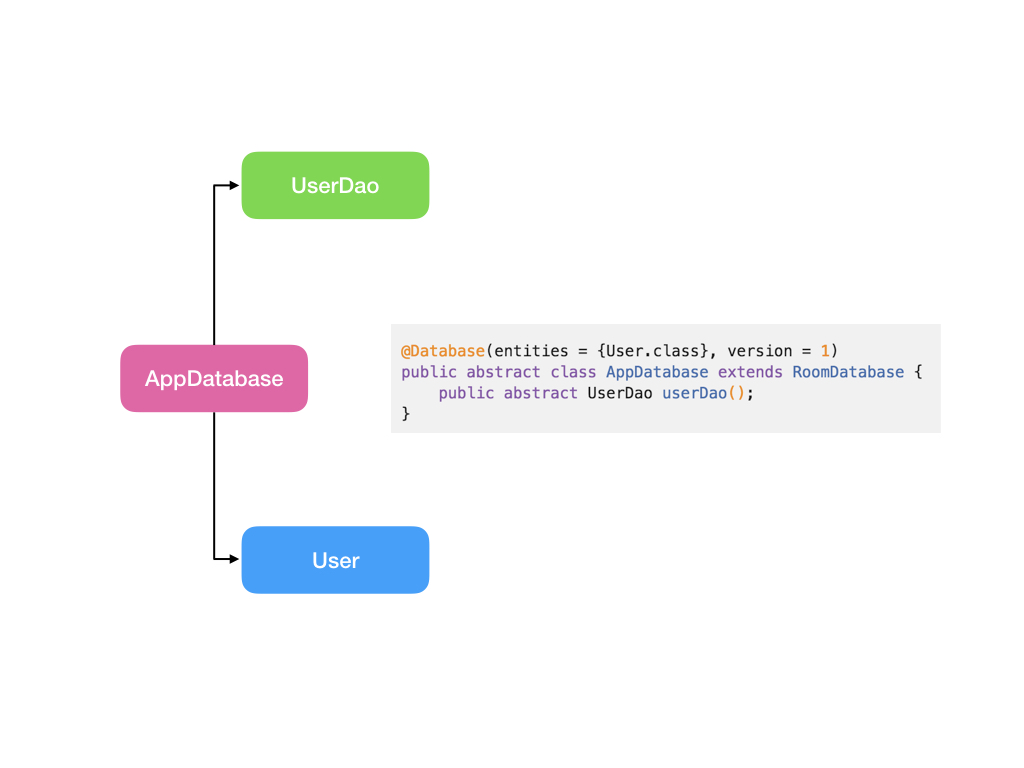 UserDao
AppDatabase
@Database(entities = {User.class}, version = 1)
public abstract class AppDatabase extends RoomDatabase {
    public abstract UserDao userDao();
}
User